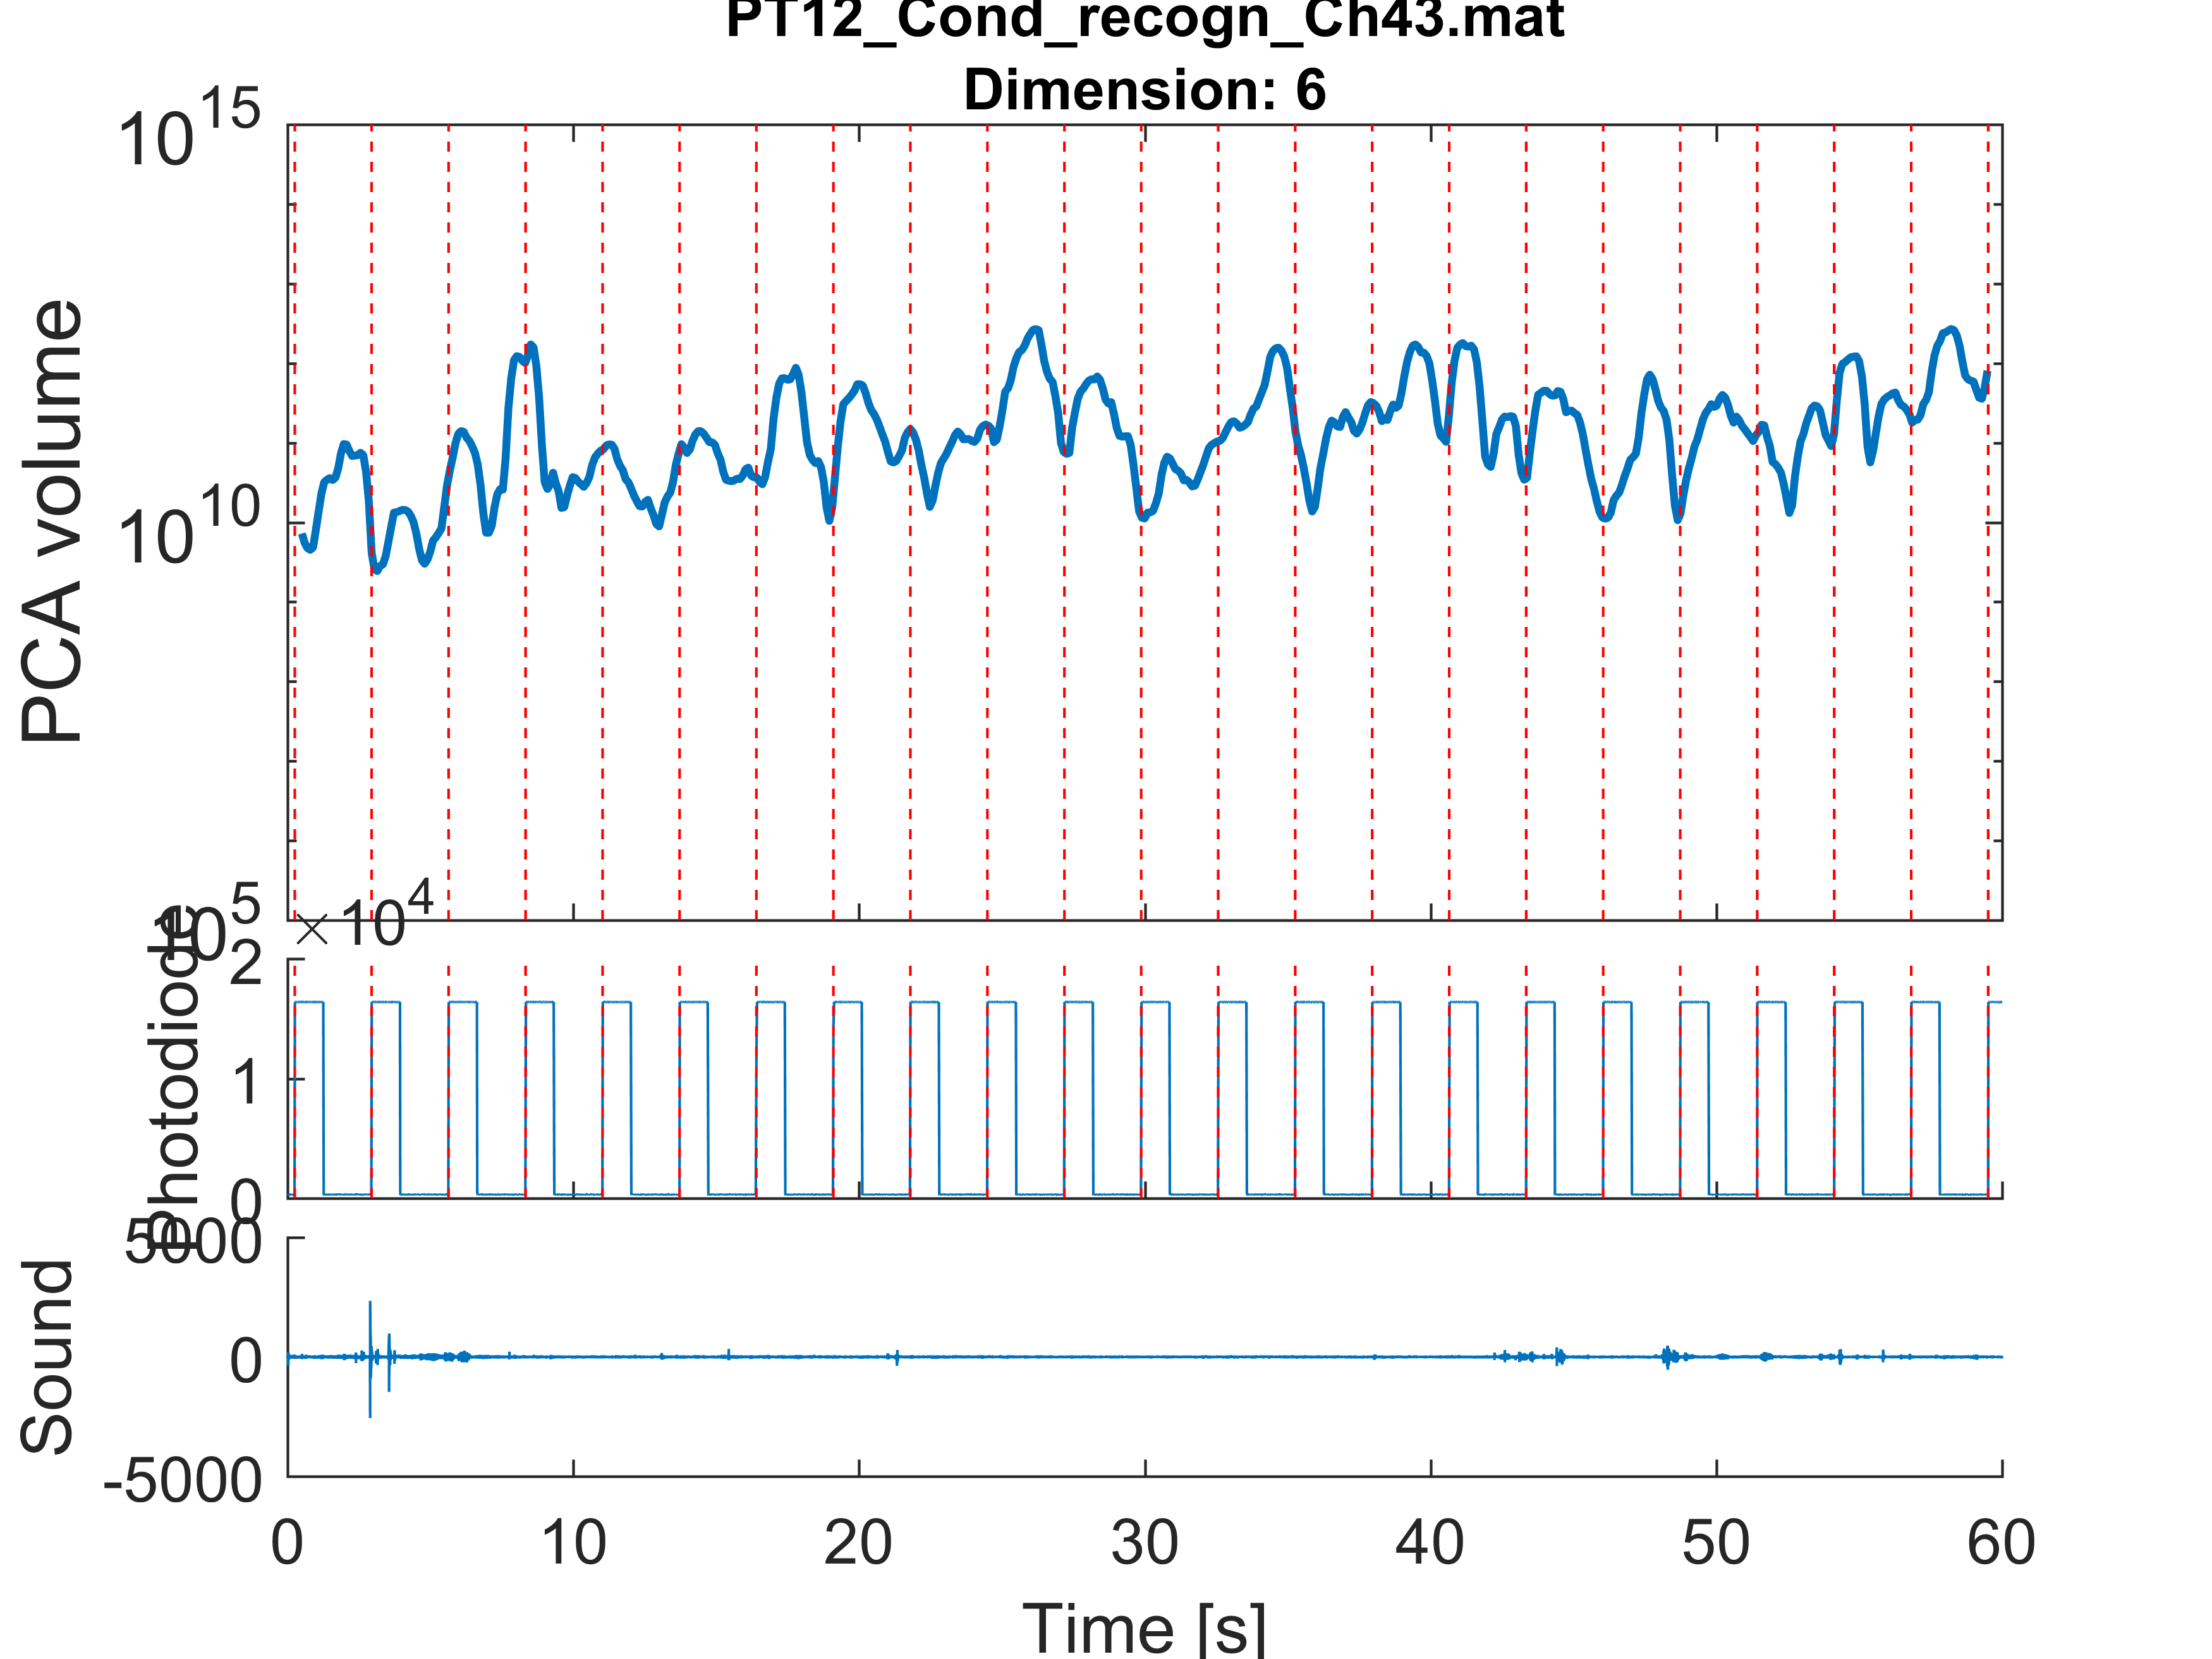 PT12_Cond_recogn_Ch43.mat
Dimension: 6
10^15
10^10
10^5
PCA volume
×10^4
2
1
0
Photodiode
5000
0
-5000
Sound
0 10 20 30 40 50 60
Time [s]